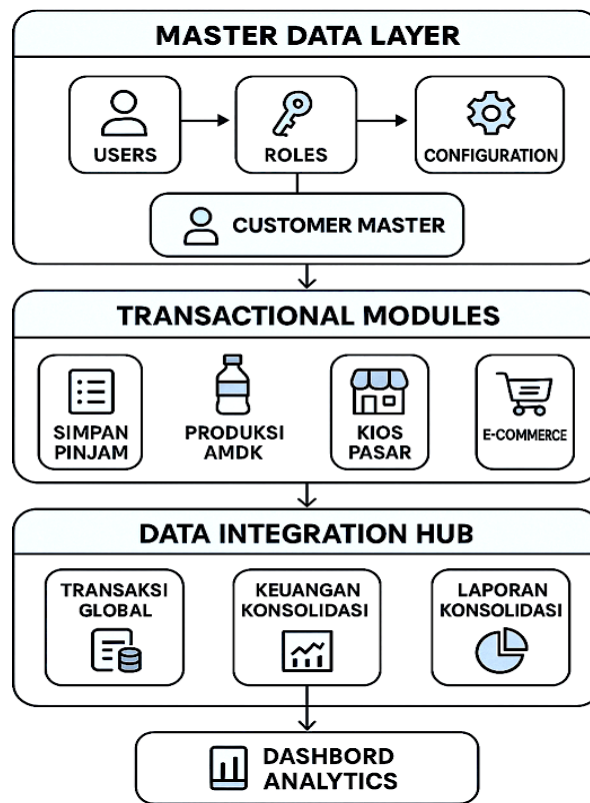 MASTER DATA LAYER
USERS
ROLES
CONFIGURATION
CUSTOMER MASTER
TRANSACTIONAL MODULES
SIMPAN
PINJAM
PRODUKSI
AMDK
KIOS
PASAR
E-COMMERCE
DATA INTEGRATION HUB
TRANSAKSI
GLOBAL
KEUANGAN
KONSOLIDASI
LAPORAN
KONSOLIDASI
DASHBORD
ANALYTICS